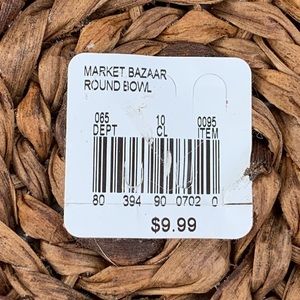 MARKET BAZAAR
ROUND BOWL
065 10 0095
DEPT CL ITEM
80 394 90 0702 0
$9.99